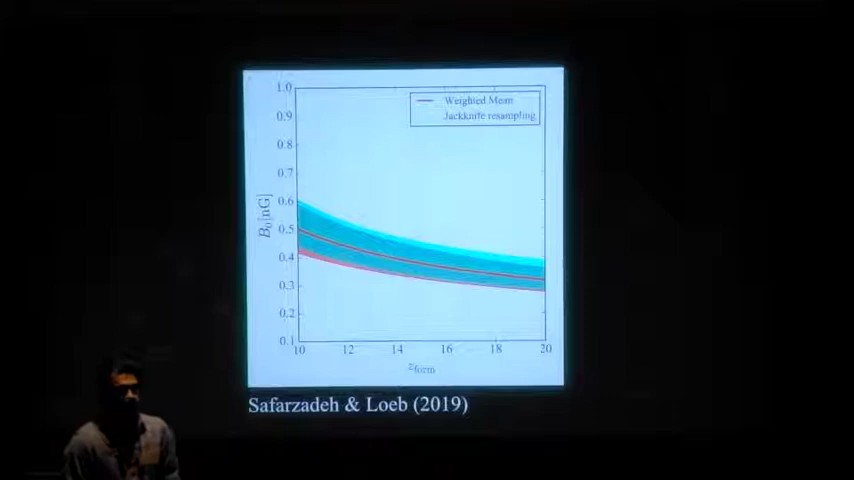 1.0
Weighted Mean
0.9
Jackknife resampling
0.8
0.7
0.6
B₀[nG]
0.5
0.4
0.3
0.2
0.1
10 12 14 16 18 20
z_form
Safarzadeh & Loeb (2019)